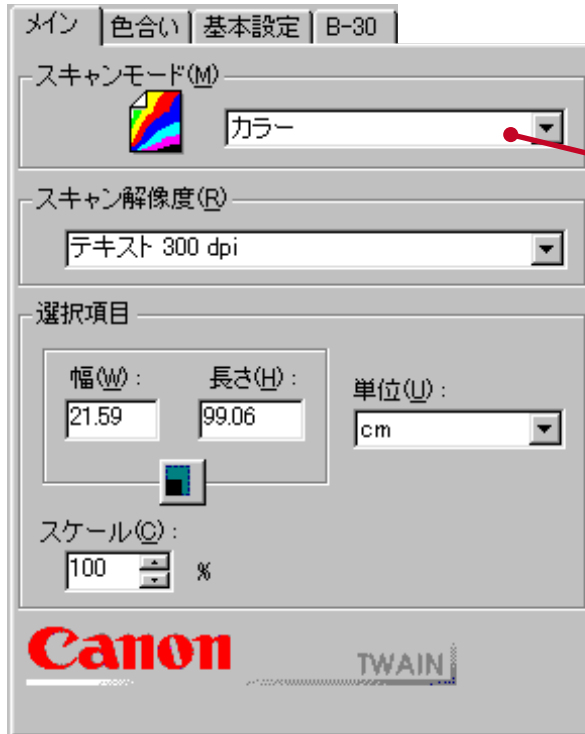 メイン 色合い 基本設定 B-30
スキャンモード(M)
カラー
スキャン解像度(R)
テキスト 300 dpi
選択項目
幅(W): 長さ(H):
21.59 99.06
単位(U):
cm
スケール(C):
100 %
Canon TWAIN